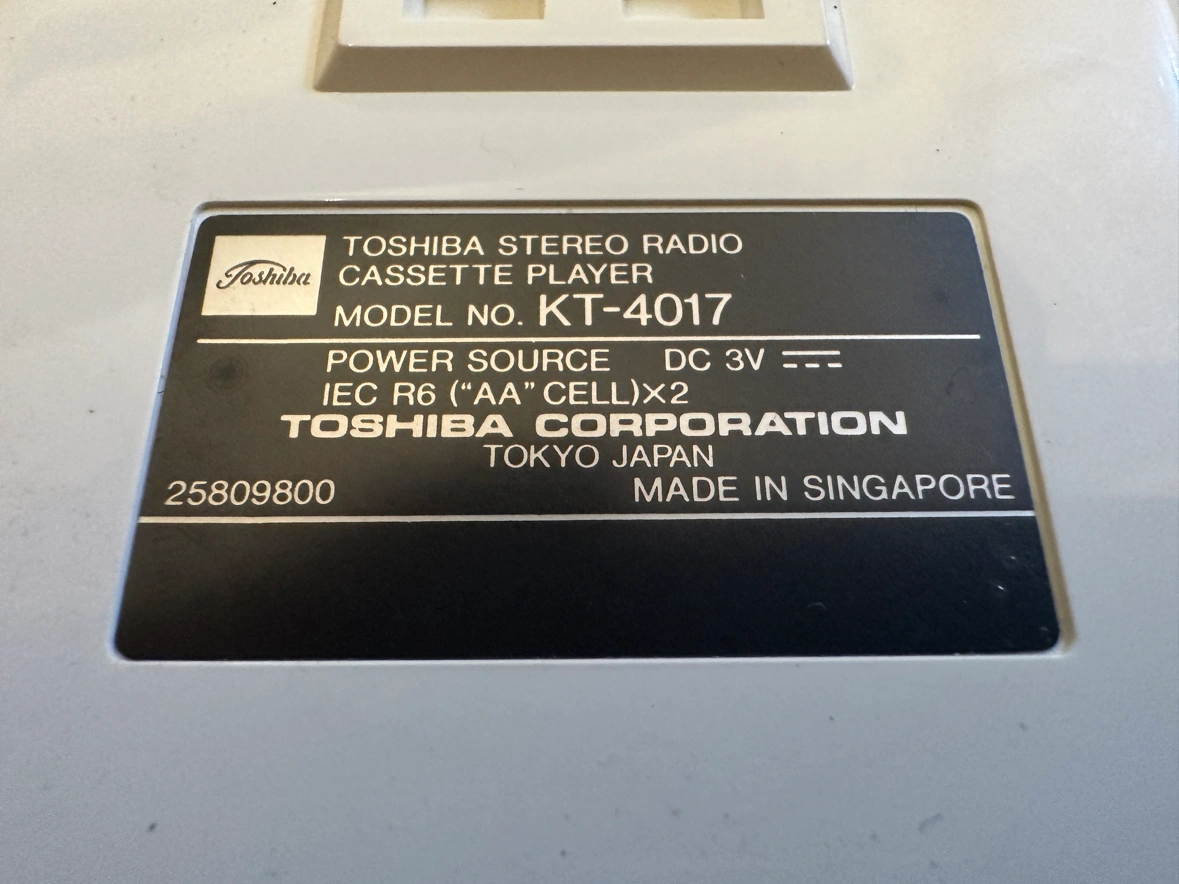 Toshiba
TOSHIBA STEREO RADIO
CASSETTE PLAYER
MODEL NO. KT-4017
POWER SOURCE DC 3V ⎓
IEC R6 (“AA” CELL)×2
TOSHIBA CORPORATION
TOKYO JAPAN
25809800 MADE IN SINGAPORE